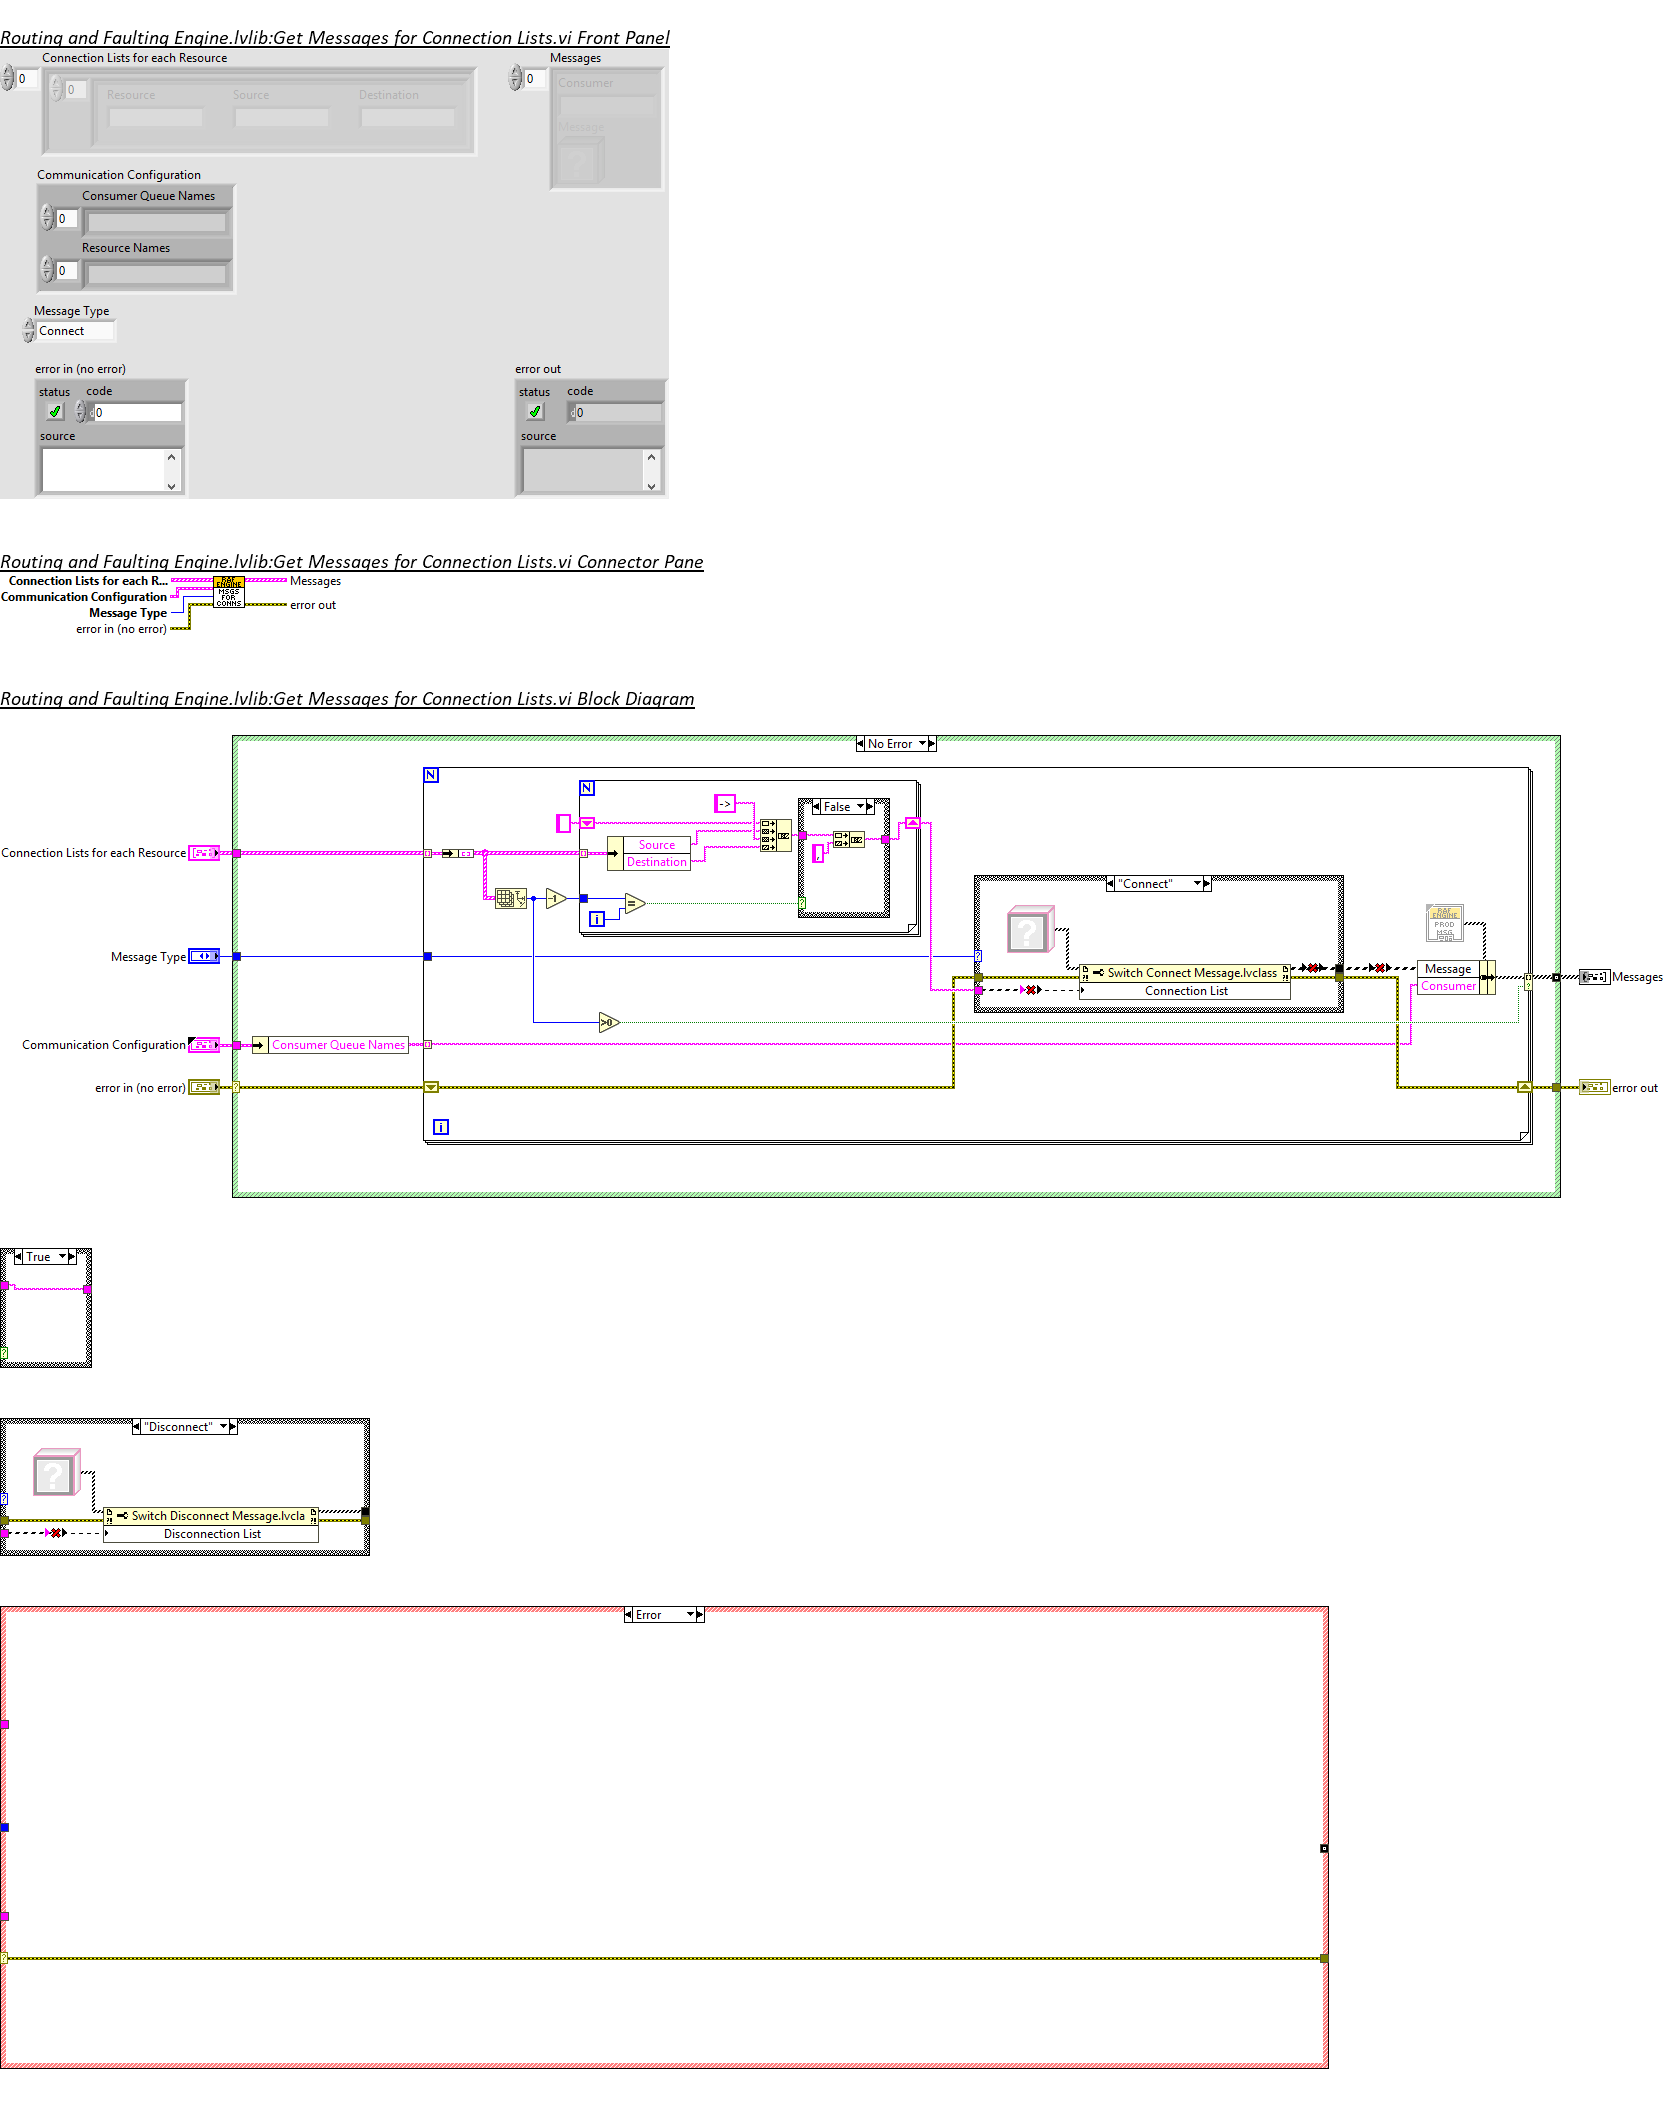 Routing and Faulting Engine.lvlib:Get Messages for Connection Lists.vi Front Panel
Connection Lists for each Resource
Messages
0
0
0
Resource
Source
Destination
Consumer
Message
?
Communication Configuration
Consumer Queue Names
0
Resource Names
0
Message Type
Connect
error in (no error)
error out
status
code
status
code
d
0
d
0
source
source
Routing and Faulting Engine.lvlib:Get Messages for Connection Lists.vi Connector Pane
Connection Lists for each R...
Communication Configuration
Message Type
error in (no error)
RAF
ENGINE
MSGS
FOR
CONNS
Messages
error out
Routing and Faulting Engine.lvlib:Get Messages for Connection Lists.vi Block Diagram
No Error
N
N
->
False
Connection Lists for each Resource
Source
Destination
,
-1
=
i
?
"Connect"
?
RAF
ENGINE
PROD
MSG
Message Type
?
Switch Connect Message.lvclass
Connection List
Message
Consumer
Messages
>0
?
Communication Configuration
Consumer Queue Names
error in (no error)
?
error out
i
True
?
"Disconnect"
?
?
Switch Disconnect Message.lvcla
Disconnection List
Error
?